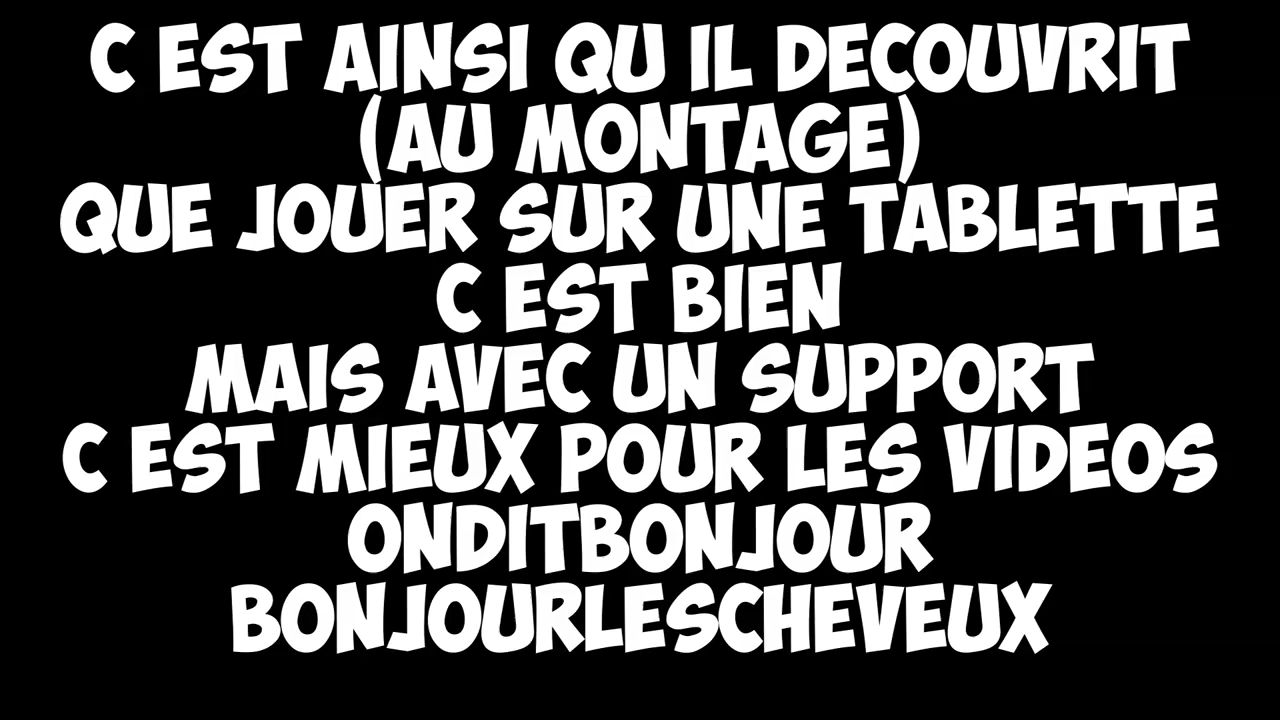 C EST AINSI QU IL DECOUVRIT
(AU MONTAGE)
QUE JOUER SUR UNE TABLETTE
C EST BIEN
MAIS AVEC UN SUPPORT
C EST MIEUX POUR LES VIDEOS
ONDITBONJOUR
BONJOURLESCHEVEUX